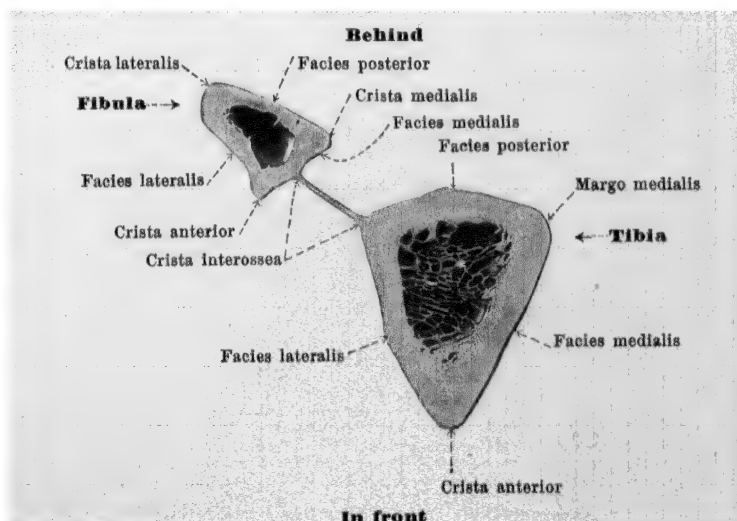 Behind
Crista lateralis
Facies posterior
Fibula
Crista medialis
Facies medialis
Facies posterior
Facies lateralis
Margo medialis
Crista anterior
Tibia
Crista interossea
Facies lateralis
Facies medialis
Crista anterior
In front